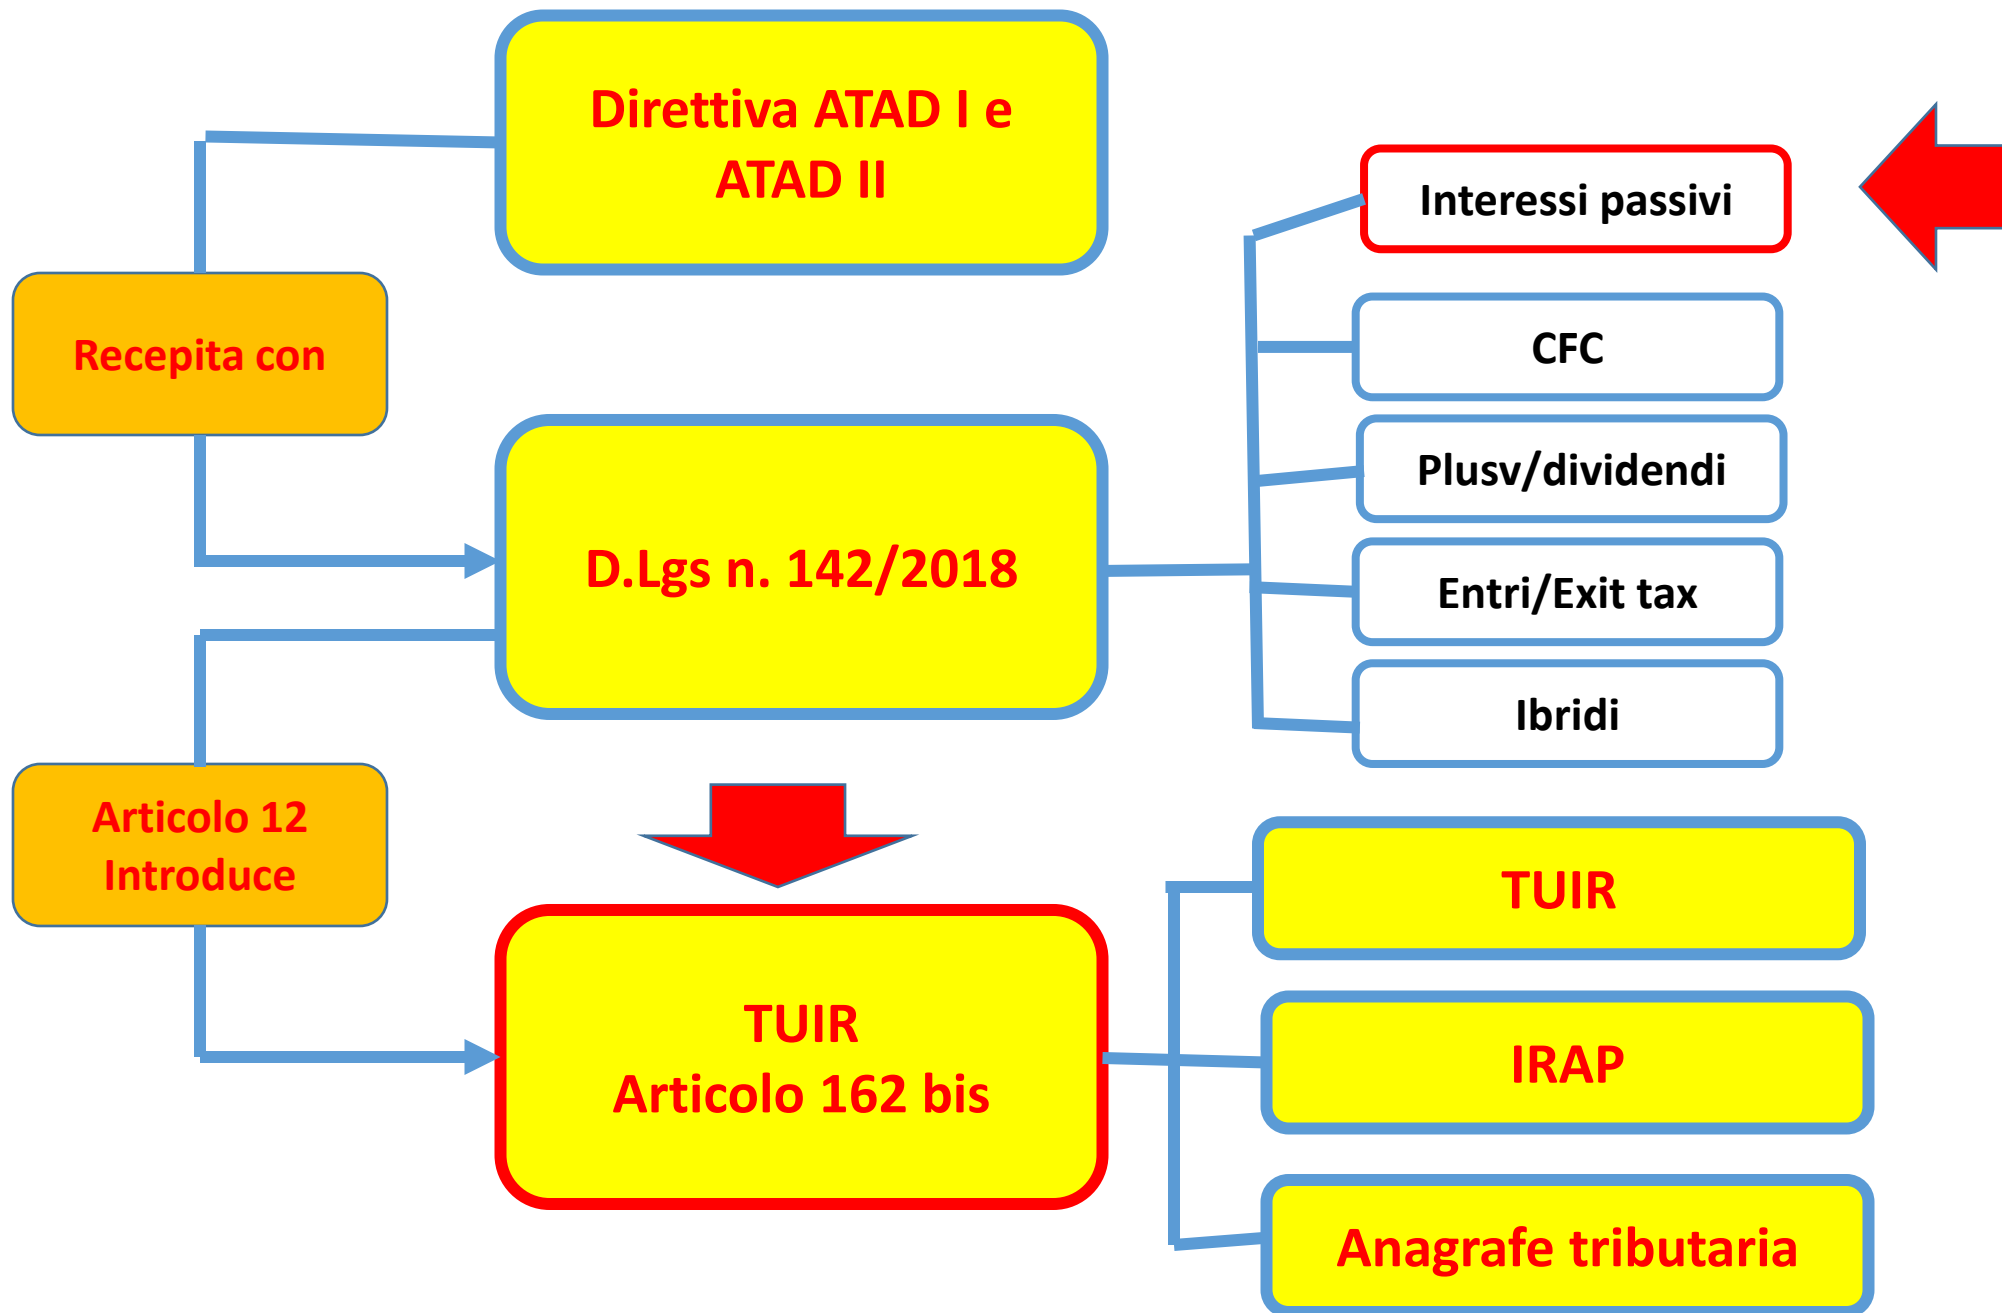 Direttiva ATAD I e
ATAD II
Recepita con
D.Lgs n. 142/2018
Interessi passivi
CFC
Plusv/dividendi
Entri/Exit tax
Ibridi
Articolo 12
Introduce
TUIR
Articolo 162 bis
TUIR
IRAP
Anagrafe tributaria